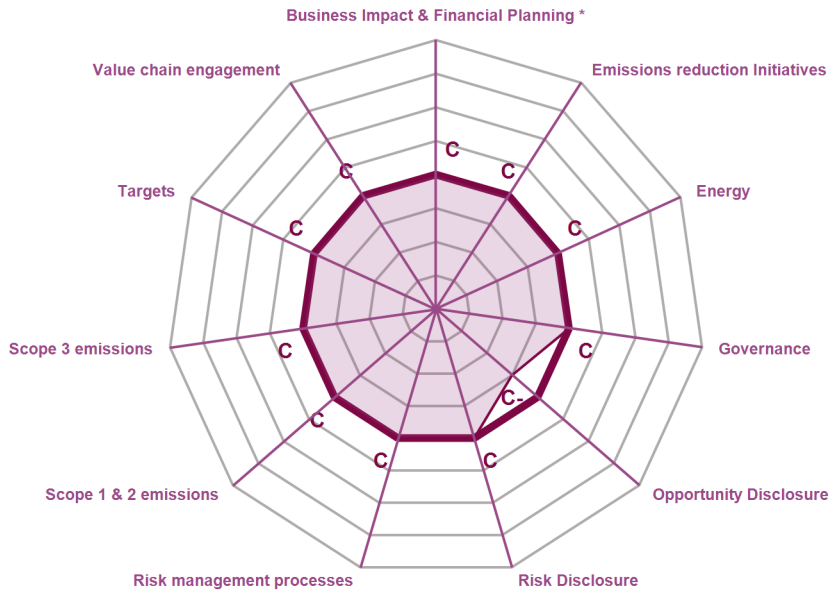 Business Impact & Financial Planning *
Value chain engagement
Emissions reduction Initiatives
C
C
C
Targets
Energy
C
C
Scope 3 emissions
C
C
Governance
C-
C
C
C
Scope 1 & 2 emissions
Opportunity Disclosure
Risk management processes
Risk Disclosure